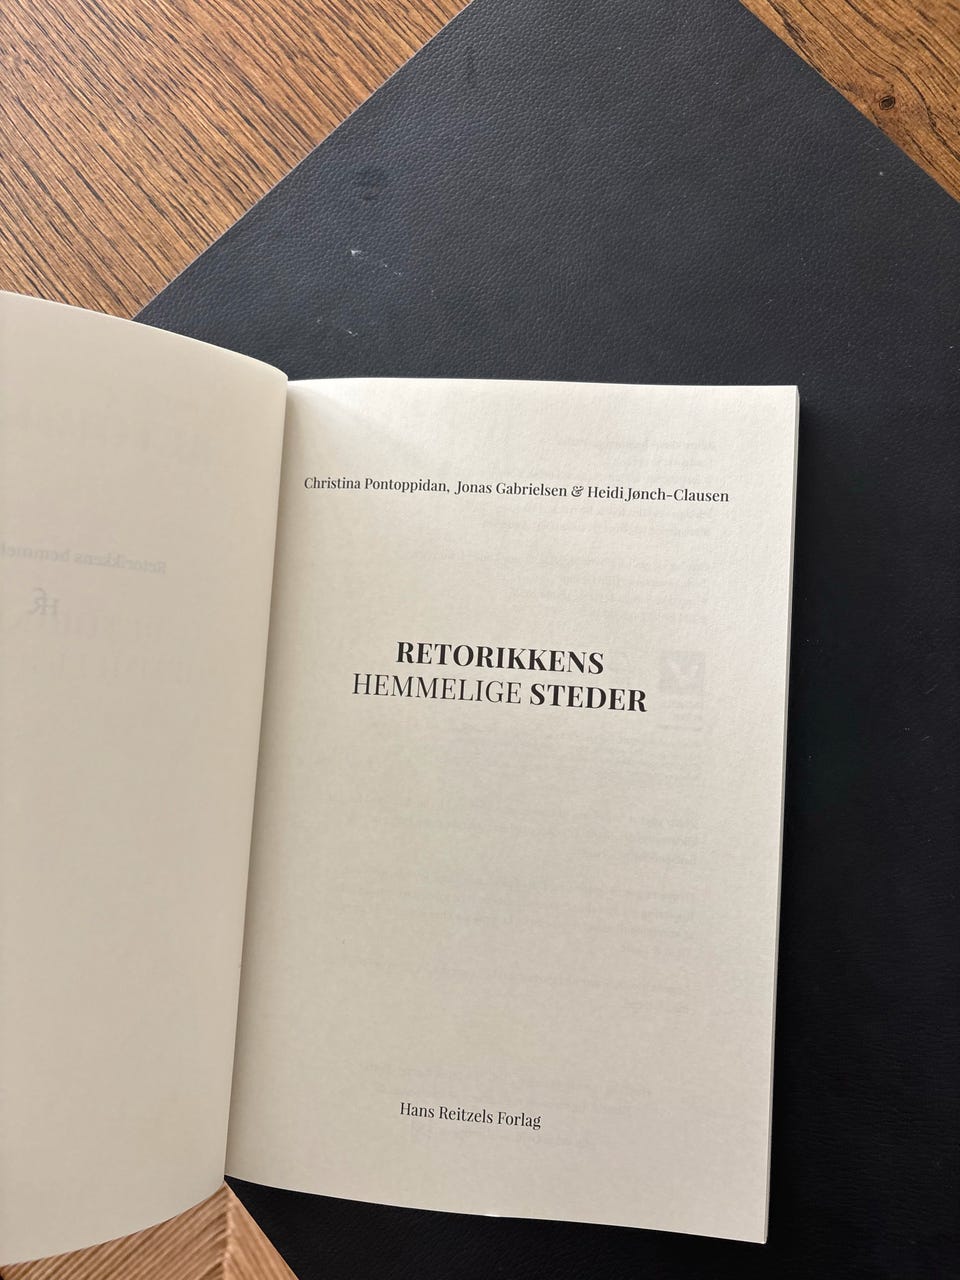 Christina Pontoppidan, Jonas Gabrielsen & Heidi Jønch-Clausen
RETORIKKENS
HEMMELIGE STEDER
Hans Reitzels Forlag